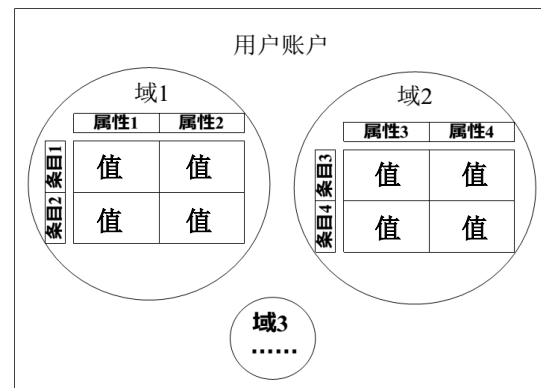 用户账户
域1
属性1 属性2
条目1 值 值
条目2 值 值
域2
属性3 属性4
条目3 值 值
条目4 值 值
域3
······